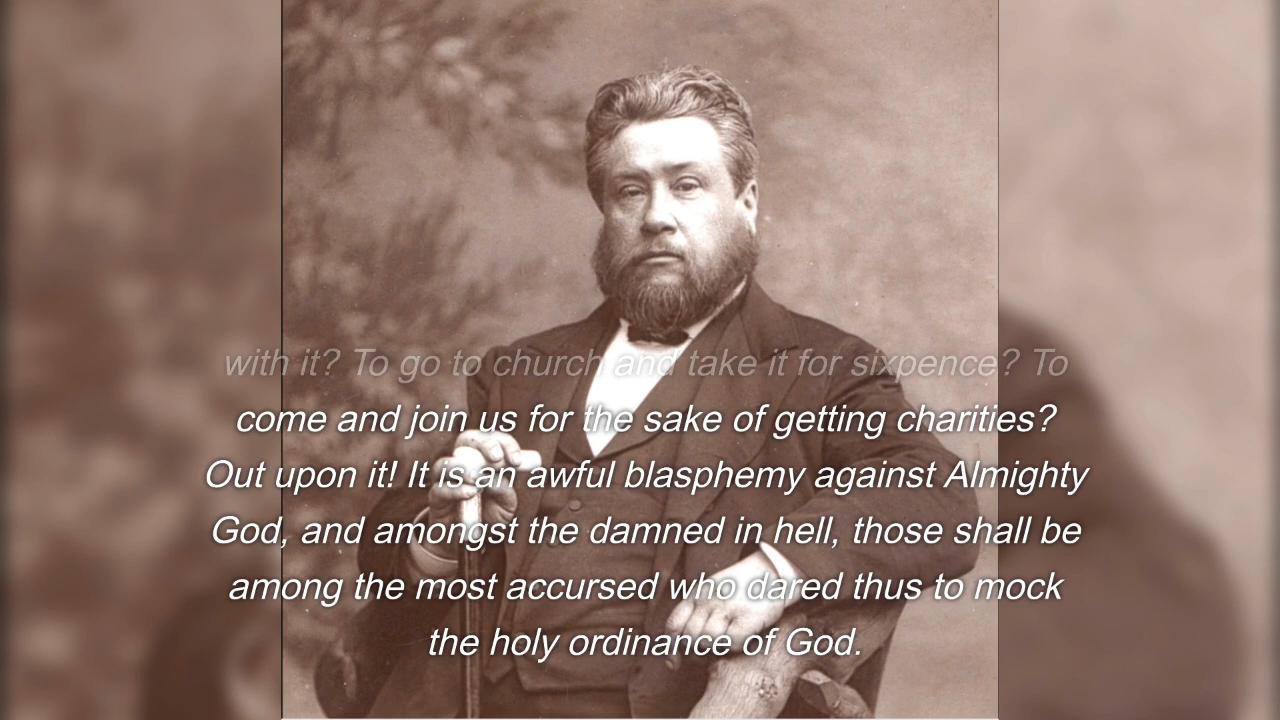 with it? To go to church and take it for sixpence? To
come and join us for the sake of getting charities?
Out upon it! It is an awful blasphemy against Almighty
God, and amongst the damned in hell, those shall be
among the most accursed who dared thus to mock
the holy ordinance of God.